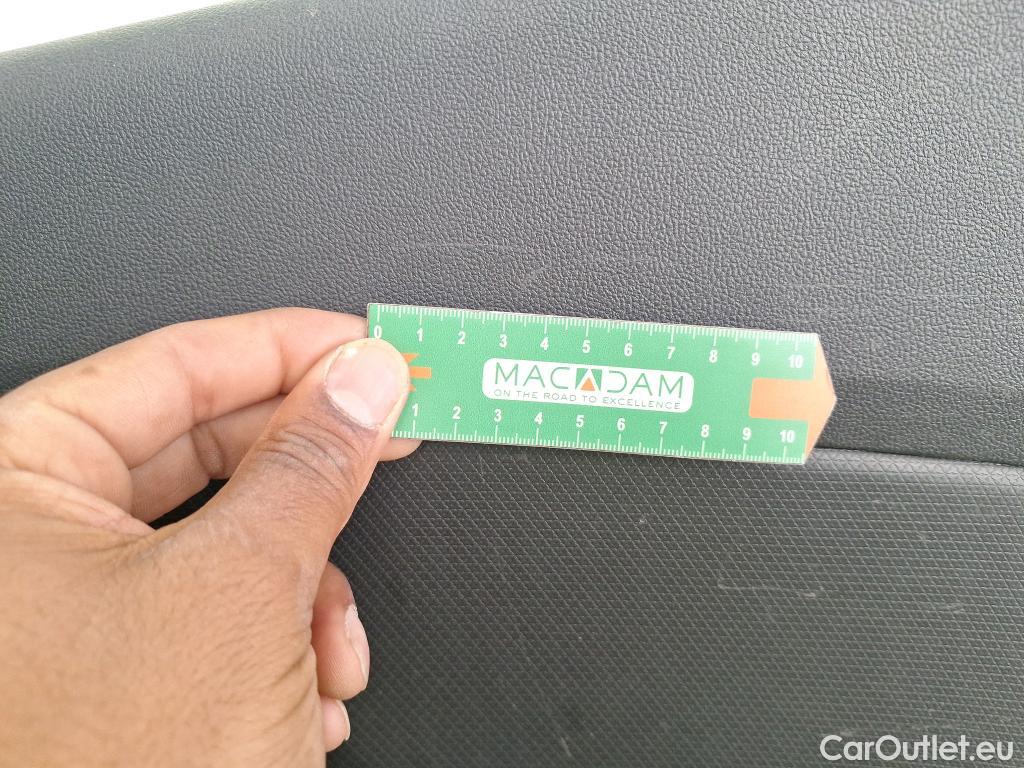 0 1 2 3 4 5 6 7 8 9 10
MACADAM
ON THE ROAD TO EXCELLENCE
1 2 3 4 5 6 7 8 9 10
CarOutlet.eu